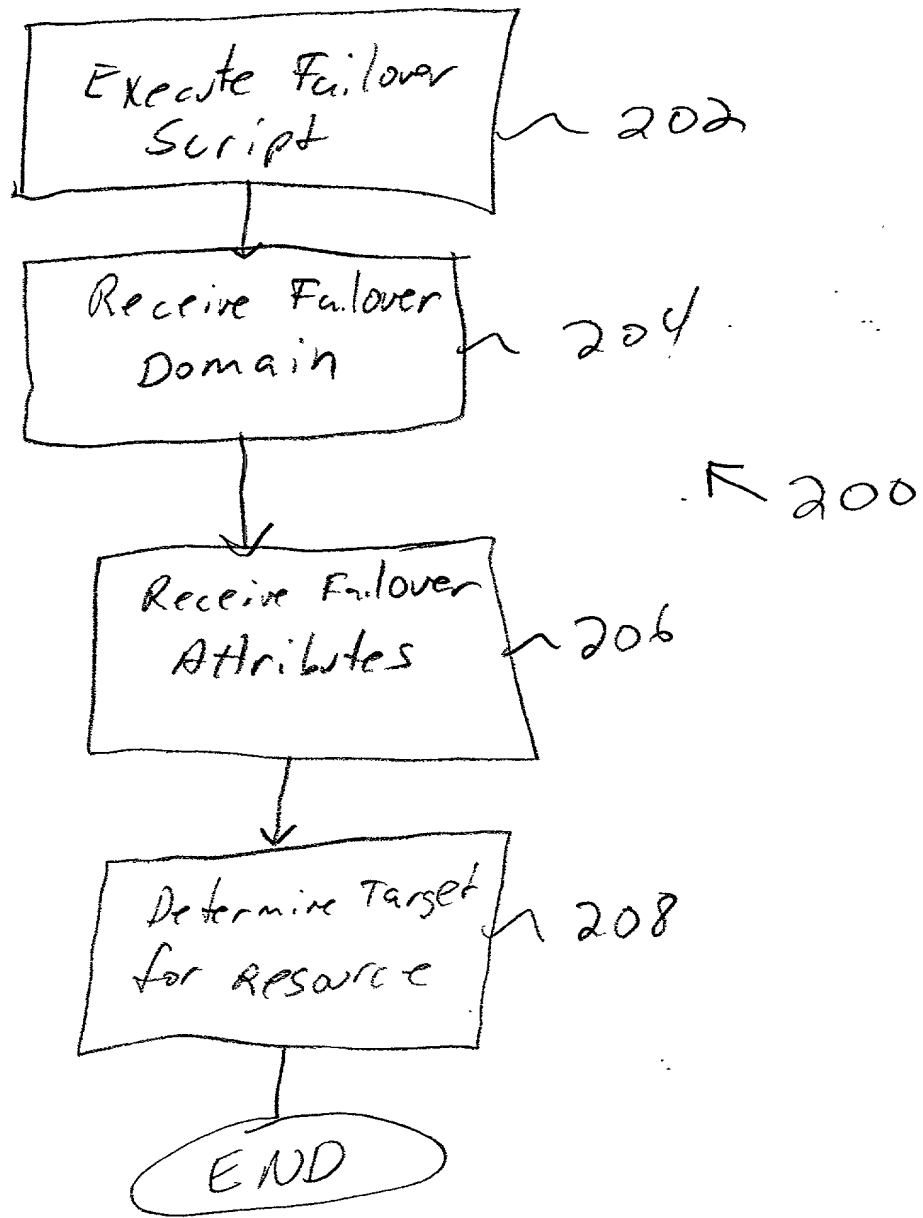 Execute Failover
Script
202
Receive Failover
Domain
204
200
Receive Failover
Attributes
206
Determine Target
for Resource
208
END